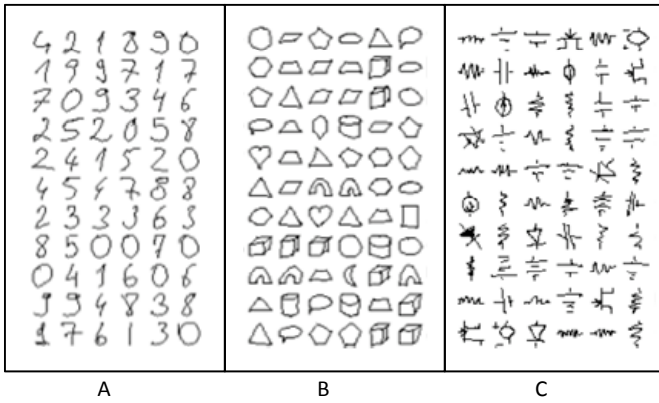 4 2 1 8 9 0
1 9 9 7 1 7
7 0 9 3 4 6
2 5 2 0 5 8
2 4 1 5 2 0
4 5 4 7 8 8
2 3 3 3 6 3
8 5 0 0 7 0
0 4 1 6 0 6
9 9 4 8 3 8
1 7 6 1 3 0
A B C